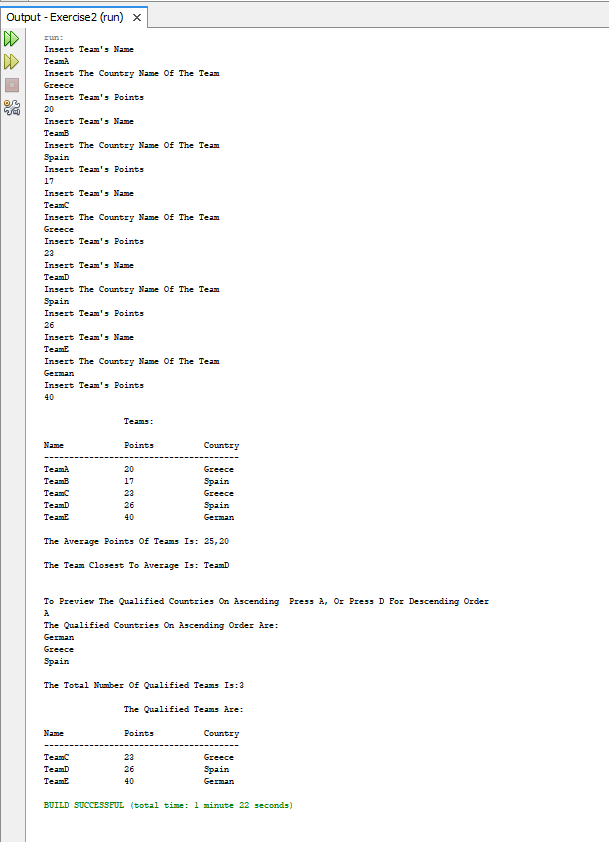 Output - Exercise2 (run)
run:
Insert Team's Name
TeamA
Insert The Country Name Of The Team
Greece
Insert Team's Points
20
Insert Team's Name
TeamB
Insert The Country Name Of The Team
Spain
Insert Team's Points
17
Insert Team's Name
TeamC
Insert The Country Name Of The Team
Greece
Insert Team's Points
23
Insert Team's Name
TeamD
Insert The Country Name Of The Team
Spain
Insert Team's Points
26
Insert Team's Name
TeamE
Insert The Country Name Of The Team
German
Insert Team's Points
40
Teams:
Name Points Country
---------------------------------------
TeamA 20 Greece
TeamB 17 Spain
TeamC 23 Greece
TeamD 26 Spain
TeamE 40 German
The Average Points Of Teams Is: 25,20
The Team Closest To Average Is: TeamD
To Preview The Qualified Countries On Ascending  Press A, Or Press D For Descending Order
A
The Qualified Countries On Ascending Order Are:
German
Greece
Spain
The Total Number Of Qualified Teams Is:3
The Qualified Teams Are:
Name Points Country
---------------------------------------
TeamC 23 Greece
TeamD 26 Spain
TeamE 40 German
BUILD SUCCESSFUL (total time: 1 minute 22 seconds)